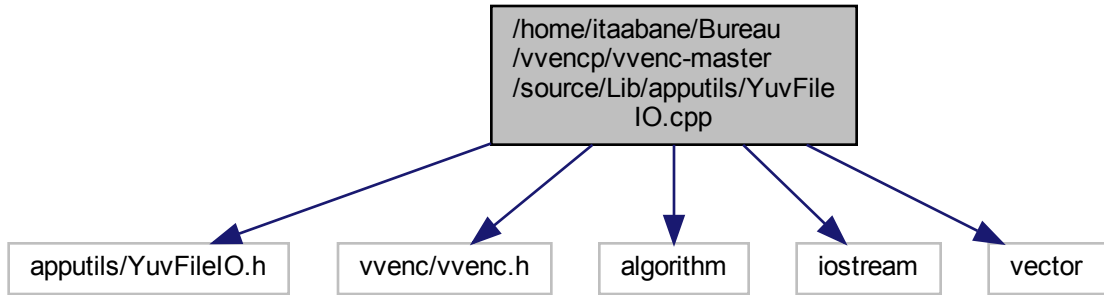 /home/itaabane/Bureau
/vvencp/vvenc-master
/source/Lib/apputils/YuvFile
IO.cpp
apputils/YuvFileIO.h
vvenc/vvenc.h
algorithm
iostream
vector